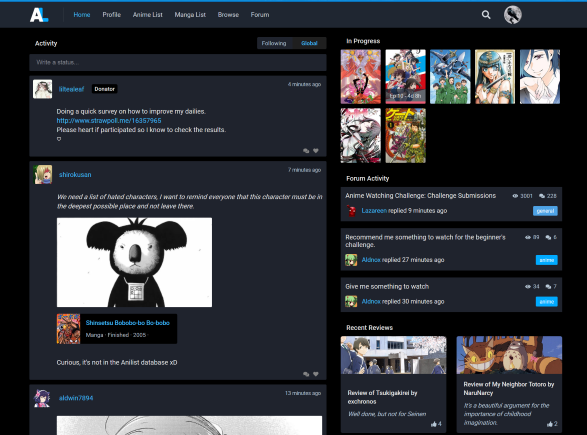 AL
Home
Profile
Anime List
Manga List
Browse
Forum
Activity
Following
Global
Write a status...
liltealeaf
Donator
4 minutes ago
Doing a quick survey on how to improve my dailies.
http://www.strawpoll.me/16357965
Please heart if participated so I know to check the results.
shirokusan
7 minutes ago
We need a list of hated characters, I want to remind everyone that this character must be in
the deepest possible place and not leave there.
Shinsetsu Bobobo-bo Bo-bobo
Manga · Finished · 2005 ·
Curious, it's not in the Anilist database xD
aldwin7894
13 minutes ago
In Progress
Forum Activity
Anime Watching Challenge: Challenge Submissions
3001
228
Lazareen replied 9 minutes ago
general
Recommend me something to watch for the beginner's
challenge.
89
6
Aldnox replied 27 minutes ago
anime
Give me something to watch
34
7
Aldnox replied 30 minutes ago
anime
Recent Reviews
Review of Tsukigakirei by
exchronos
Well done, but not for Seinen
4
Review of My Neighbor Totoro by
NaruNarcy
It's a beautiful argument for the
importance of childhood
imagination.
2